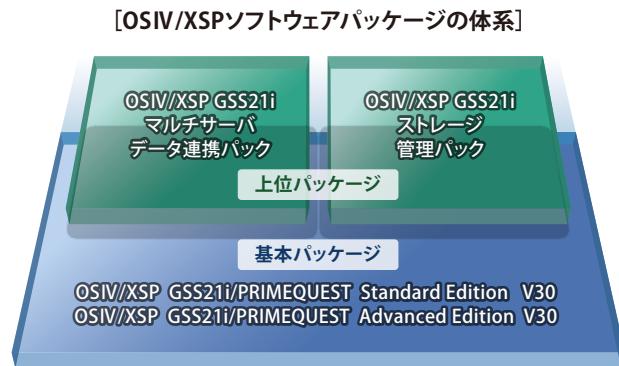 [OSIV/XSPソフトウェアパッケージの体系]
OSIV/XSP GSS21i
マルチサーバ
データ連携パック
OSIV/XSP GSS21i
ストレージ
管理パック
上位パッケージ
基本パッケージ
OSIV/XSP GSS21i/PRIMEQUEST Standard Edition V30
OSIV/XSP GSS21i/PRIMEQUEST Advanced Edition V30